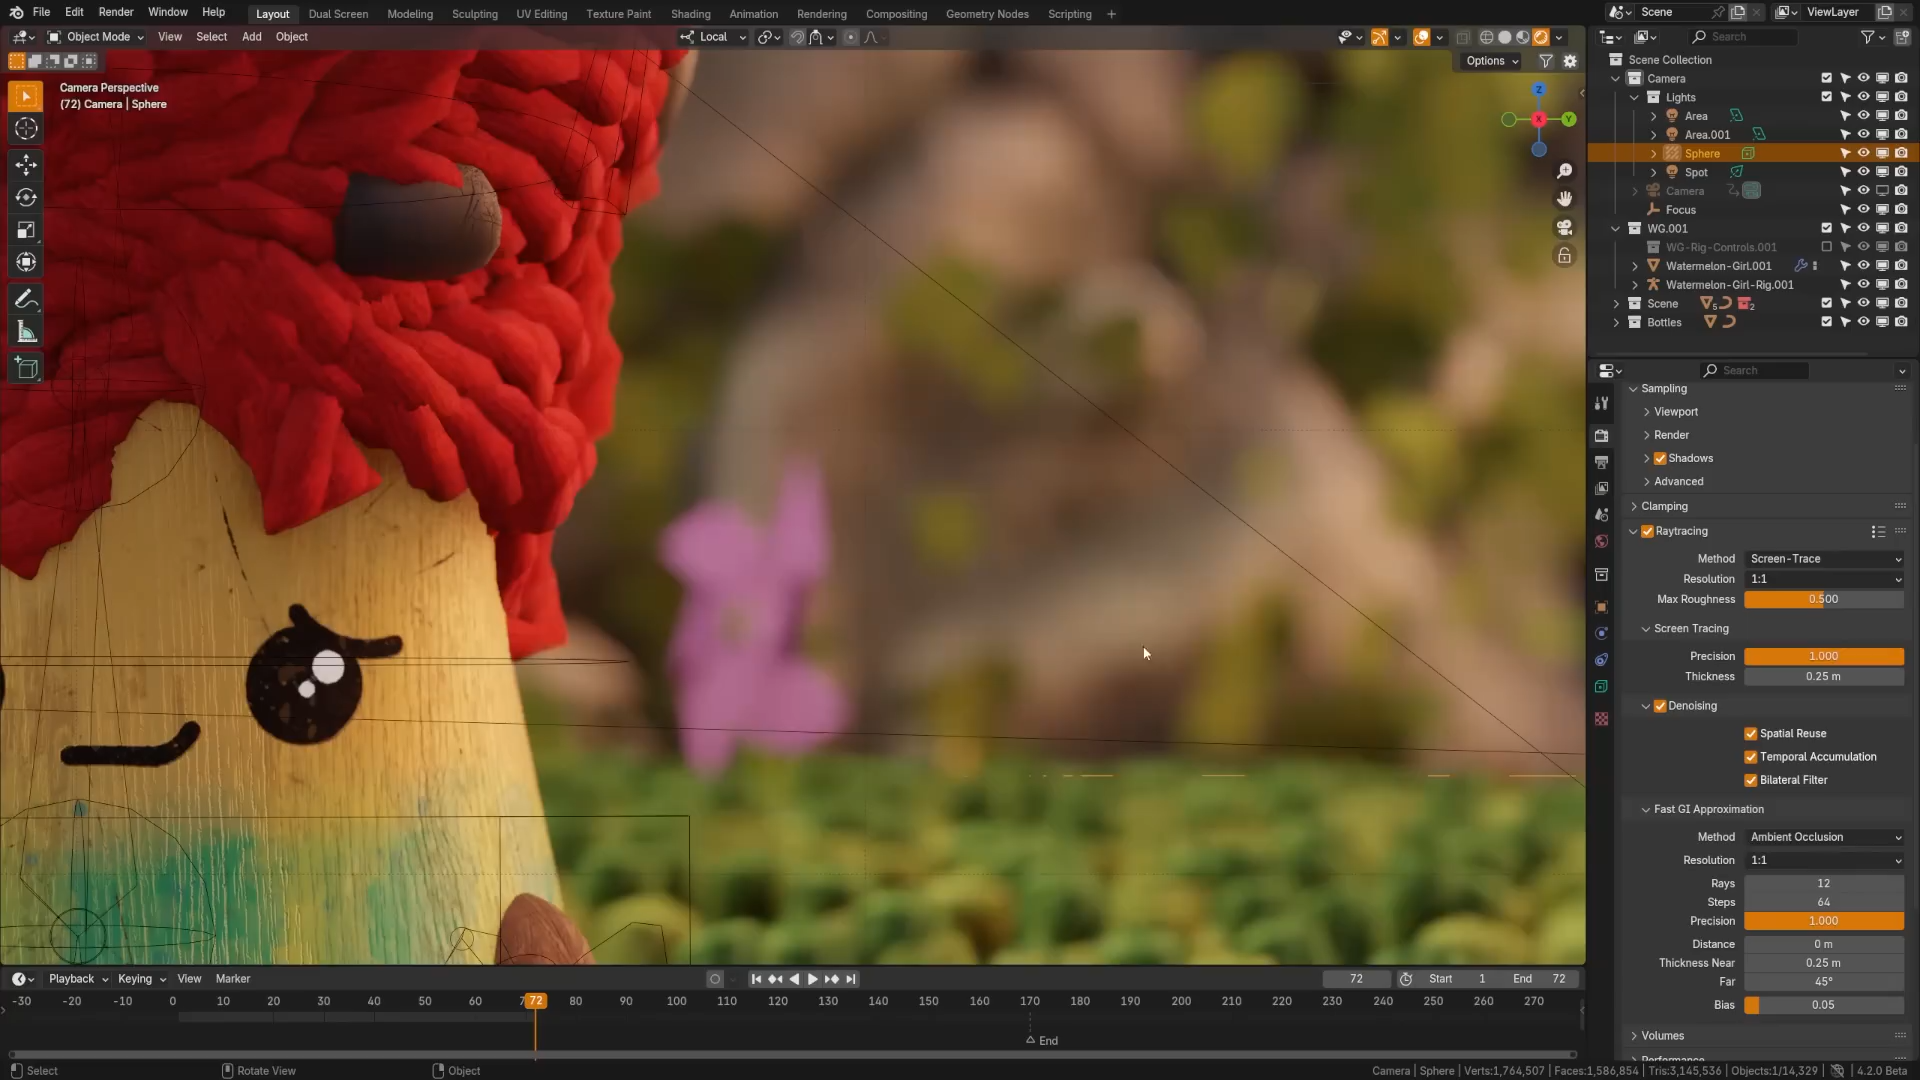 File Edit Render Window Help
Layout Dual Screen Modeling Sculpting UV Editing Texture Paint Shading Animation Rendering Compositing Geometry Nodes Scripting +
Scene ViewLayer
Object Mode View Select Add Object Local
Search
Options
Camera Perspective
(72) Camera | Sphere
Z
X
Y
Scene Collection
Camera
Lights
Area
Area.001
Sphere
Spot
Camera
Focus
WG.001
WG-Rig-Controls.001
Watermelon-Girl.001
Watermelon-Girl-Rig.001
Scene 5 2
Bottles
Search
Sampling
Viewport
Render
Shadows
Advanced
Clamping
Raytracing
Method Screen-Trace
Resolution 1:1
Max Roughness 0.500
Screen Tracing
Precision 1.000
Thickness 0.25 m
Denoising
Spatial Reuse
Temporal Accumulation
Bilateral Filter
Fast GI Approximation
Method Ambient Occlusion
Resolution 1:1
Rays 12
Steps 64
Precision 1.000
Distance 0 m
Thickness Near 0.25 m
Far 45°
Bias 0.05
Volumes
Performance
Playback Keying View Marker 72 Start 1 End 72
-30 -20 -10 0 10 20 30 40 50 60 72 80 90 100 110 120 130 140 150 160 170 180 190 200 210 220 230 240 250 260 270
End
Select Rotate View Object Camera | Sphere | Verts:1,764,507 | Faces:1,586,854 | Tris:3,145,536 | Objects:1/14,329 | 4.2.0 Beta